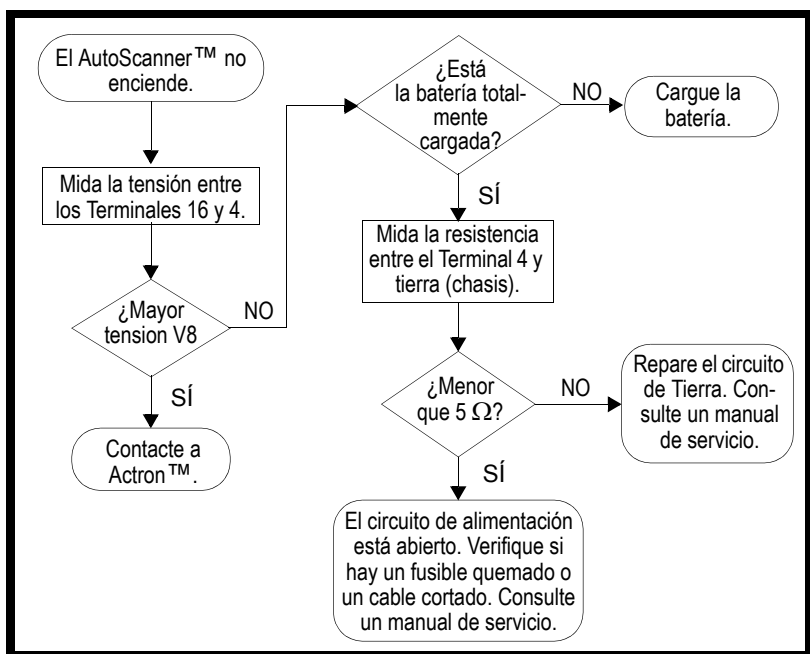 El AutoScanner™ no
enciende.
Mida la tensión entre
los Terminales 16 y 4.
¿Mayor
tension V8
NO
SÍ
Contacte a
Actron™.
¿Está
la batería total-
mente
cargada?
NO
Cargue la
batería.
SÍ
Mida la resistencia
entre el Terminal 4 y
tierra (chasis).
¿Menor
que 5 Ω?
NO
Repare el circuito
de Tierra. Con-
sulte un manual
de servicio.
SÍ
El circuito de alimentación
está abierto. Verifique si
hay un fusible quemado o
un cable cortado. Consulte
un manual de servicio.